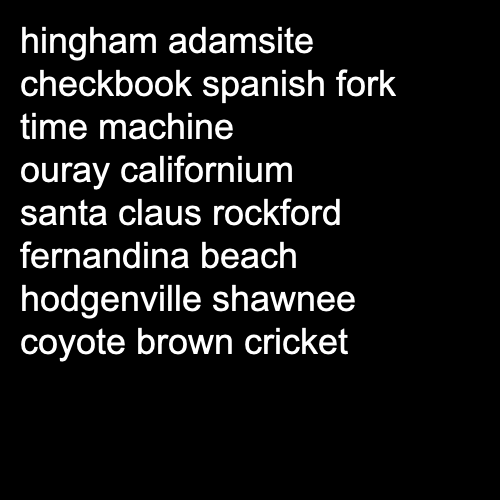 hingham adamsite
checkbook spanish fork
time machine
ouray californium
santa claus rockford
fernandina beach
hodgenville shawnee
coyote brown cricket